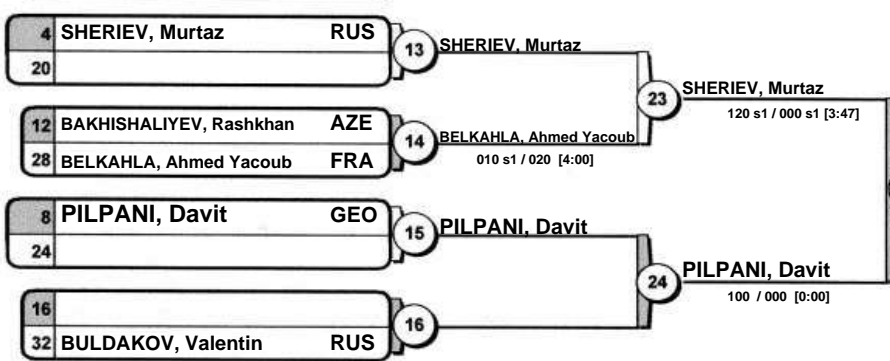 4 SHERIEV, Murtaz RUS
20
13 SHERIEV, Murtaz
23 SHERIEV, Murtaz
120 s1 / 000 s1 [3:47]
12 BAKHISHALIYEV, Rashkhan AZE
28 BELKAHLA, Ahmed Yacoub FRA
14 BELKAHLA, Ahmed Yacoub
010 s1 / 020 [4:00]
8 PILPANI, Davit GEO
24
15 PILPANI, Davit
24 PILPANI, Davit
100 / 000 [0:00]
16
32 BULDAKOV, Valentin RUS
16